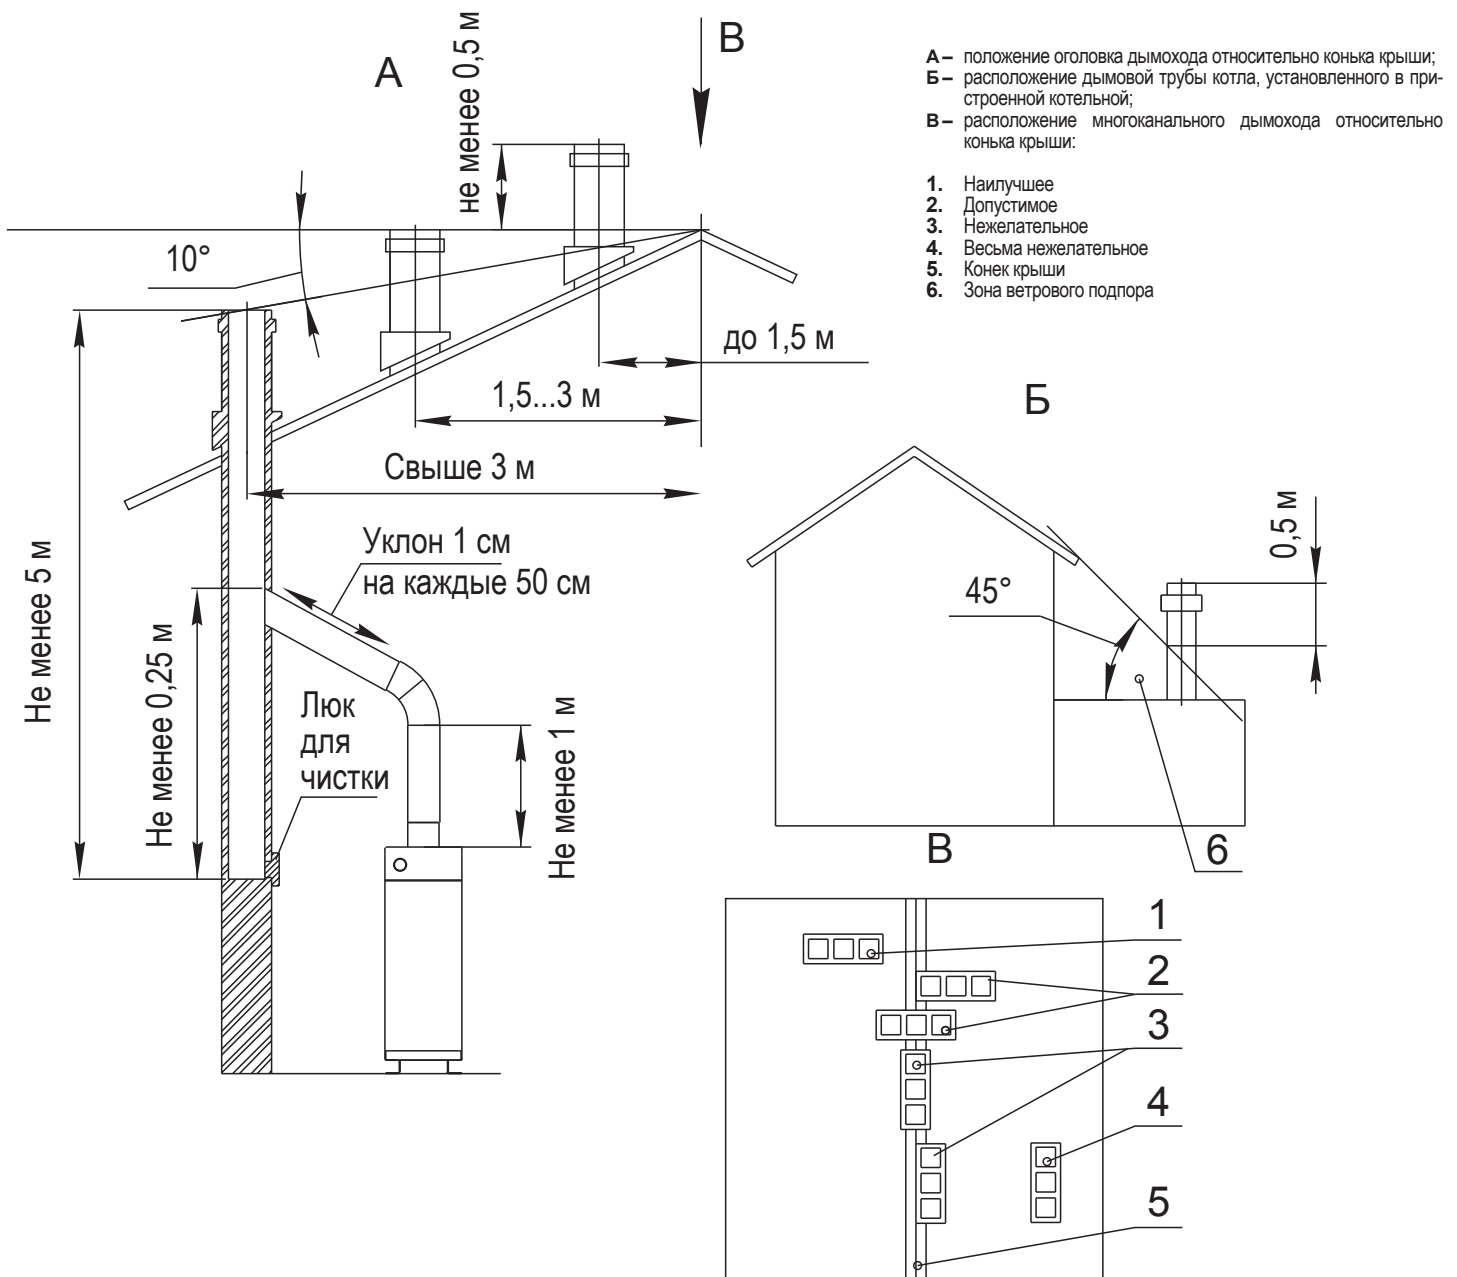 А
не менее 0,5 м
В
10°
до 1,5 м
1,5...3 м
Свыше 3 м
Уклон 1 см
на каждые 50 см
Не менее 5 м
Не менее 0,25 м
Люк
для
чистки
Не менее 1 м
А – положение оголовка дымохода относительно конька крыши;
Б – расположение дымовой трубы котла, установленного в при-
строенной котельной;
В – расположение многоканального дымохода относительно
конька крыши:
1. Наилучшее
2. Допустимое
3. Нежелательное
4. Весьма нежелательное
5. Конек крыши
6. Зона ветрового подпора
Б
0,5 м
45°
6
В
1
2
3
4
5